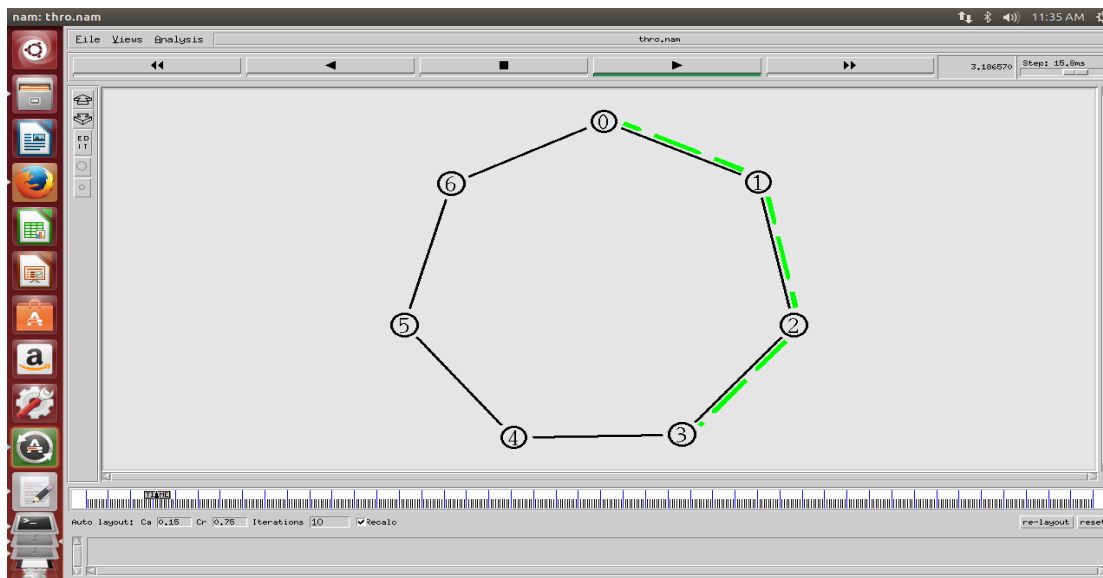 nam: thro.nam
11:35 AM
File Views Analysis
thro.nam
3.186570
Step: 15.8ms
ED
IT
0
1
6
2
5
3
4
a
Auto layout: Ca 0.15 Cr 0.75 Iterations 10 Recalc
re-layout
reset